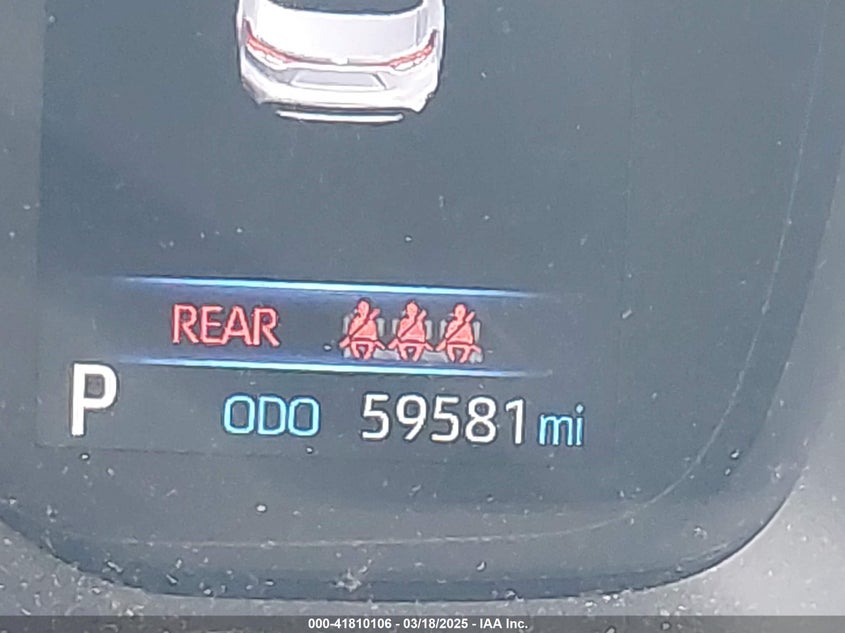 REAR
P ODO 59581 mi
000-41810106 - 03/18/2025 - IAA Inc.